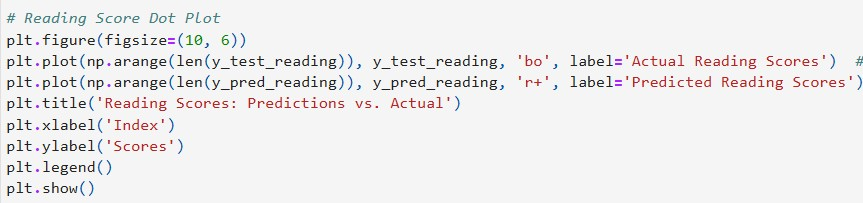 # Reading Score Dot Plot
plt.figure(figsize=(10, 6))
plt.plot(np.arange(len(y_test_reading)), y_test_reading, 'bo', label='Actual Reading Scores')  #
plt.plot(np.arange(len(y_pred_reading)), y_pred_reading, 'r+', label='Predicted Reading Scores')
plt.title('Reading Scores: Predictions vs. Actual')
plt.xlabel('Index')
plt.ylabel('Scores')
plt.legend()
plt.show()